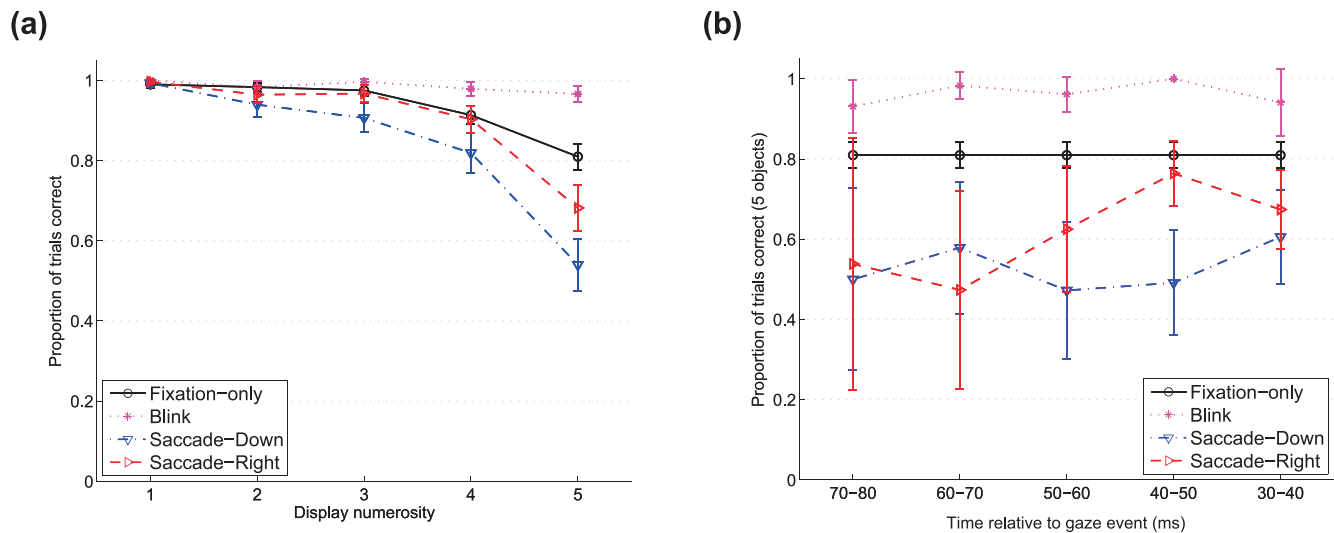 (a)
Proportion of trials correct
1
0.8
0.6
0.4
0.2
0
1 2 3 4 5
Display numerosity
Fixation−only
Blink
Saccade−Down
Saccade−Right
(b)
Proportion of trials correct (5 objects)
1
0.8
0.6
0.4
0.2
0
70−80 60−70 50−60 40−50 30−40
Time relative to gaze event (ms)
Fixation−only
Blink
Saccade−Down
Saccade−Right